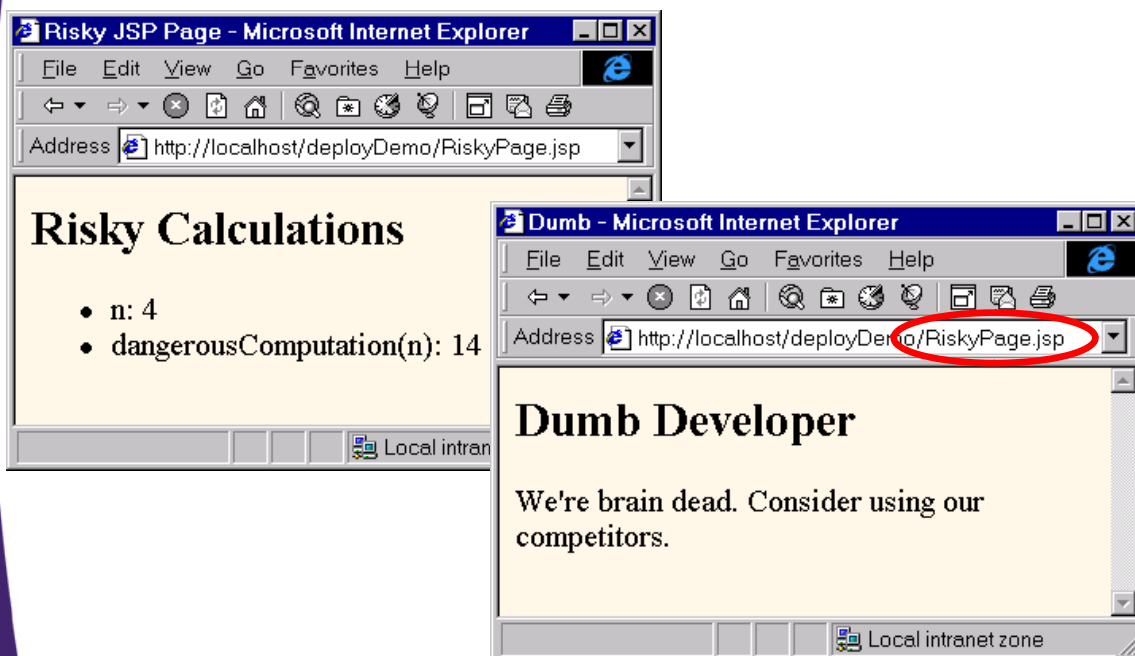 Risky JSP Page - Microsoft Internet Explorer
File Edit View Go Favorites Help
Address http://localhost/deployDemo/RiskyPage.jsp
Risky Calculations
• n: 4
• dangerousComputation(n): 14
Local intran
Dumb - Microsoft Internet Explorer
File Edit View Go Favorites Help
Address http://localhost/deployDemo/RiskyPage.jsp
Dumb Developer
We're brain dead. Consider using our
competitors.
Local intranet zone